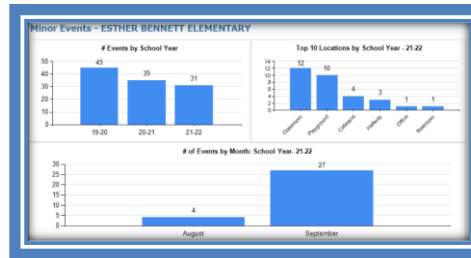 Minor Events - ESTHER BENNETT ELEMENTARY
# Events by School Year
50
40
30
20
10
0
45
35
31
19-20
20-21
21-22
Top 10 Locations by School Year - 21-22
14
12
10
8
6
4
2
0
12
10
4
3
1
1
Classroom
Playground
Cafeteria
Hallway
Office
Restroom
# of Events by Month: School Year- 21-22
30
25
20
15
10
5
0
4
27
August
September